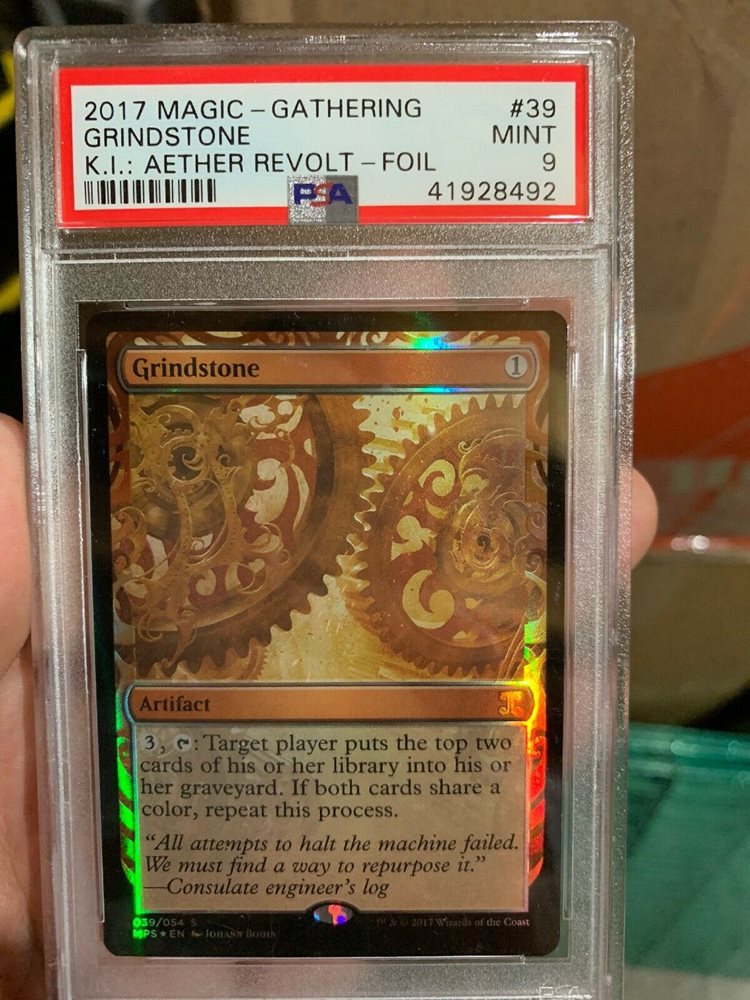 2017 MAGIC – GATHERING #39
GRINDSTONE MINT
K.I.: AETHER REVOLT – FOIL 9
PSA 41928492
Grindstone 1
Artifact
3, : Target player puts the top two
cards of his or her library into his or
her graveyard. If both cards share a
color, repeat this process.
“All attempts to halt the machine failed.
We must find a way to repurpose it.”
—Consulate engineer’s log
039/054 S
MPS ★ EN Johann Bodin
™ & © 2017 Wizards of the Coast